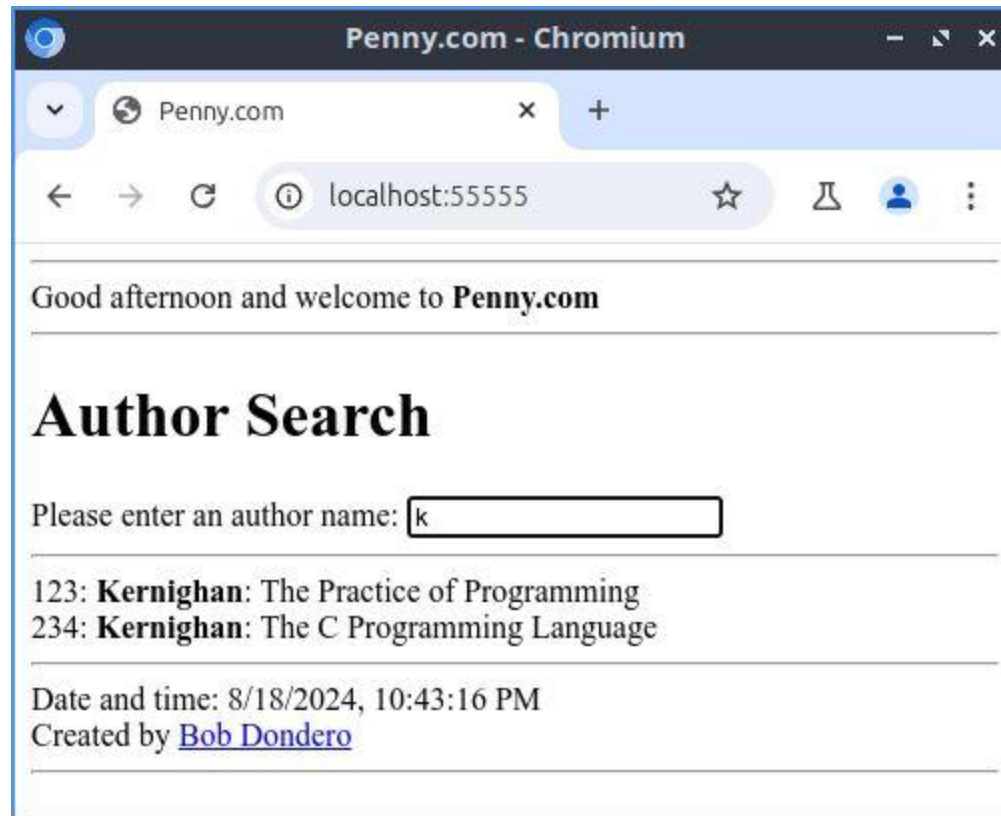 Penny.com - Chromium
Penny.com
localhost:55555
Good afternoon and welcome to Penny.com
Author Search
Please enter an author name: k
123: Kernighan: The Practice of Programming
234: Kernighan: The C Programming Language
Date and time: 8/18/2024, 10:43:16 PM
Created by Bob Dondero